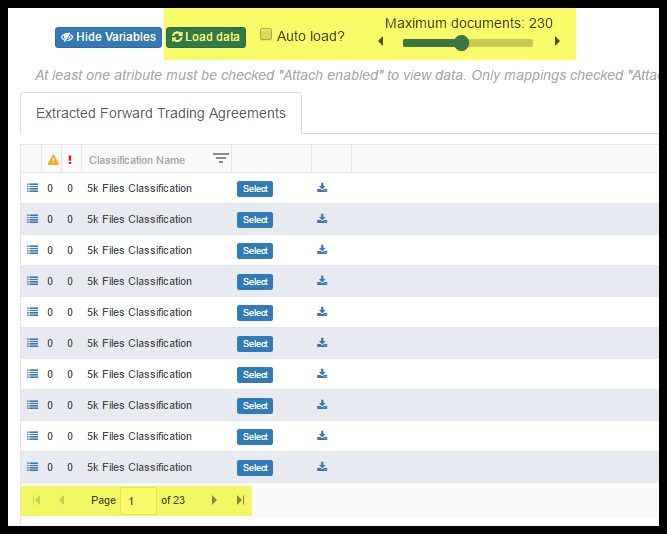 Maximum documents: 230
Hide Variables Load data Auto load?
At least one atribute must be checked "Attach enabled" to view data. Only mappings checked "Attac
Extracted Forward Trading Agreements
! Classification Name
0 0 5k Files Classification Select
0 0 5k Files Classification Select
0 0 5k Files Classification Select
0 0 5k Files Classification Select
0 0 5k Files Classification Select
0 0 5k Files Classification Select
0 0 5k Files Classification Select
0 0 5k Files Classification Select
0 0 5k Files Classification Select
0 0 5k Files Classification Select
Page 1 of 23